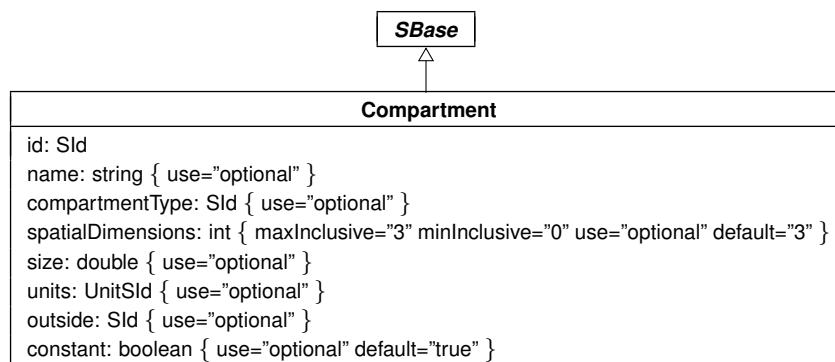 SBase
Compartment
id: SId
name: string { use=”optional” }
compartmentType: SId { use=”optional” }
spatialDimensions: int { maxInclusive=”3” minInclusive=”0” use=”optional” default=”3” }
size: double { use=”optional” }
units: UnitSId { use=”optional” }
outside: SId { use=”optional” }
constant: boolean { use=”optional” default=”true” }